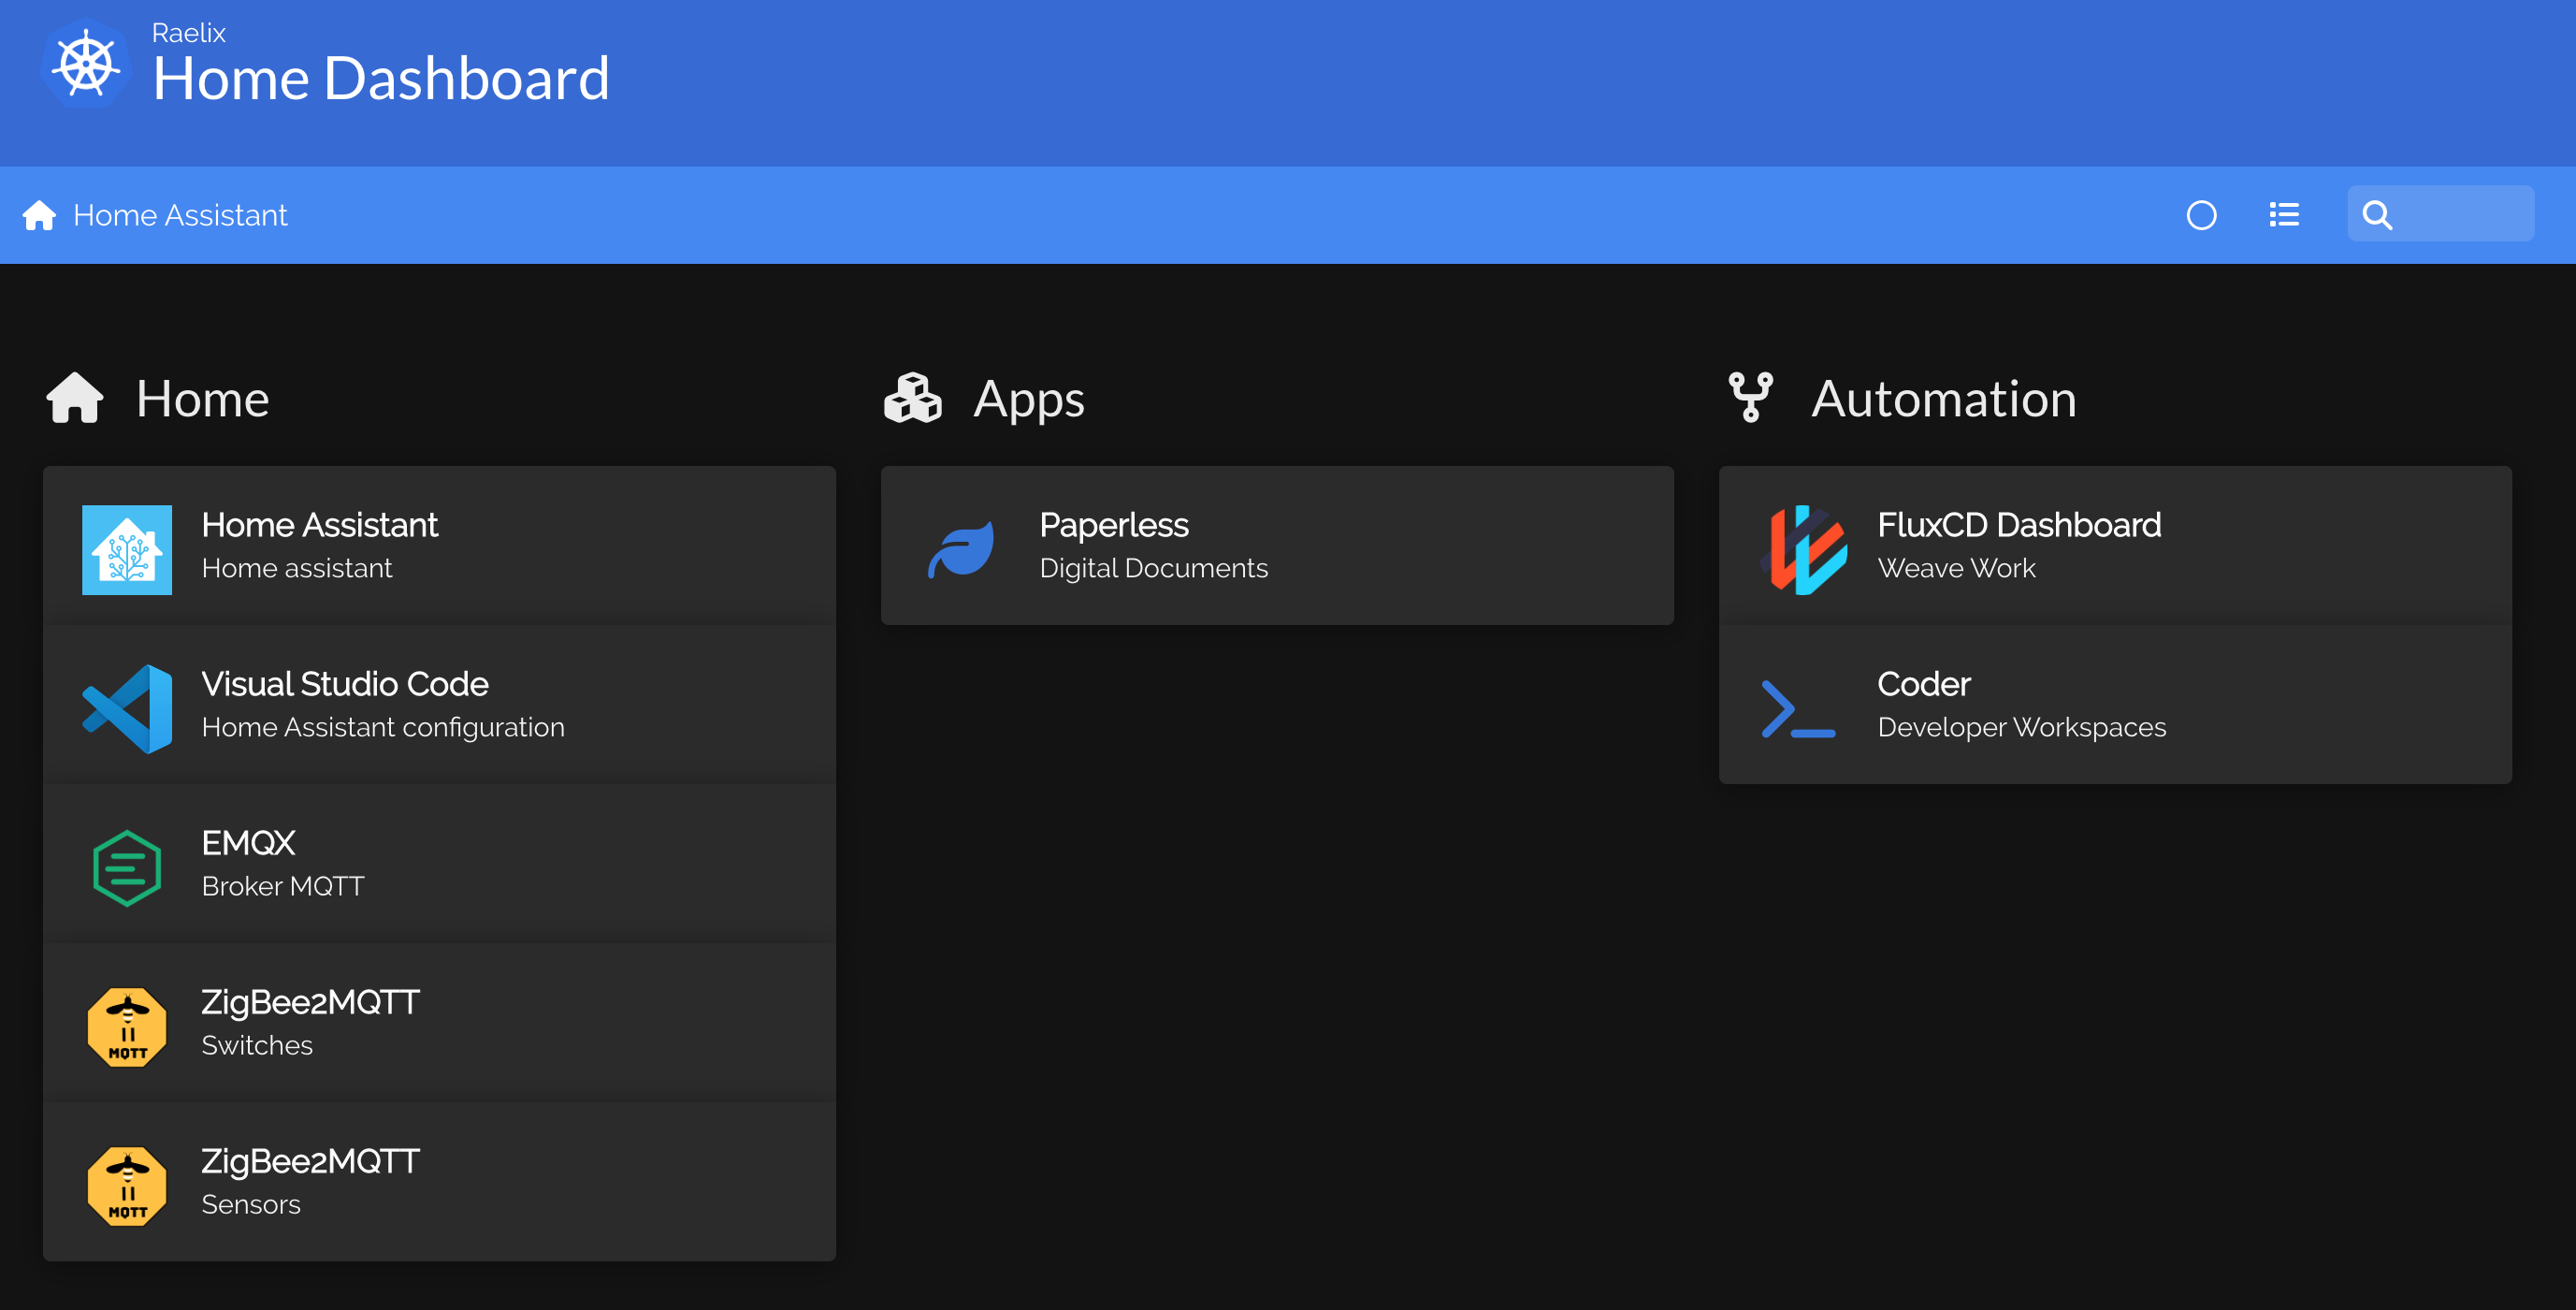 Raelix
Home Dashboard
Home Assistant
Home
Home Assistant
Home assistant
Visual Studio Code
Home Assistant configuration
EMQX
Broker MQTT
MQTT
ZigBee2MQTT
Switches
MQTT
ZigBee2MQTT
Sensors
Apps
Paperless
Digital Documents
Automation
FluxCD Dashboard
Weave Work
Coder
Developer Workspaces